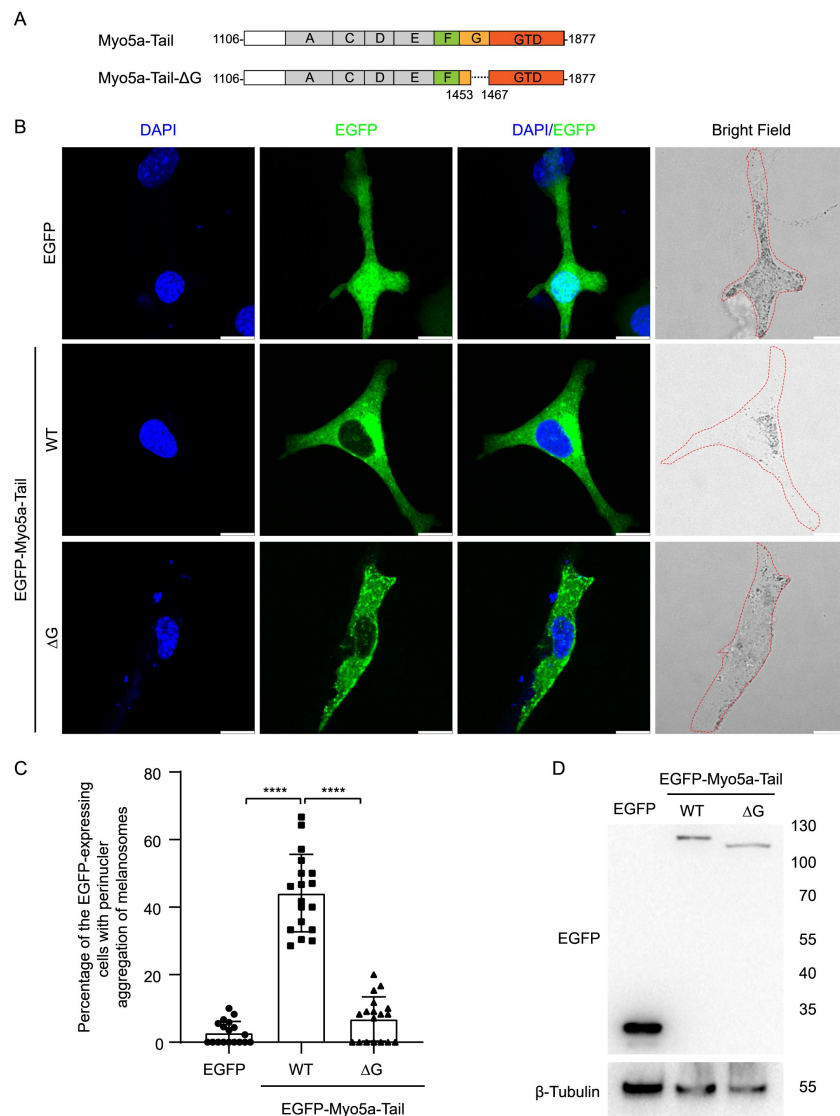 A
Myo5a-Tail 1106- A C D E F G GTD -1877
Myo5a-Tail-ΔG 1106- A C D E F GTD -1877
1453 1467
B
DAPI EGFP DAPI/EGFP Bright Field
EGFP
EGFP-Myo5a-Tail
WT
ΔG
C
Percentage of the EGFP-expressing
cells with perinucler
aggregation of melanosomes
80
60
40
20
0
**** ****
EGFP WT ΔG
EGFP-Myo5a-Tail
D
EGFP-Myo5a-Tail
EGFP WT ΔG
130
100
70
55
40
35
EGFP
β-Tubulin 55